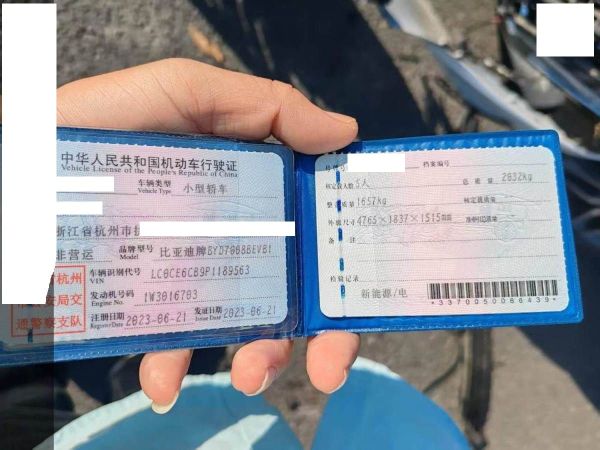 中华人民共和国机动车行驶证
Vehicle License of the People's Republic of China
车辆类型 小型轿车
Vehicle Type
浙江省杭州市
非营运
品牌型号 比亚迪牌BYD7008BEVB1
Model
杭州
安局交
通警察支队
车辆识别代号 LC0CE6CB9P1189563
VIN
发动机号码 1W3016703
Engine No.
注册日期 2023-06-21 发证日期 2023-06-21
Register Date Issue Date
档案编号
核定载人数 5人 总质量 2032kg
整备质量 1657kg 核定载质量 --
外廓尺寸 4765×1837×1515mm 准牵引总质量 --
备注
检验记录
新能源/电
*3370050086439*